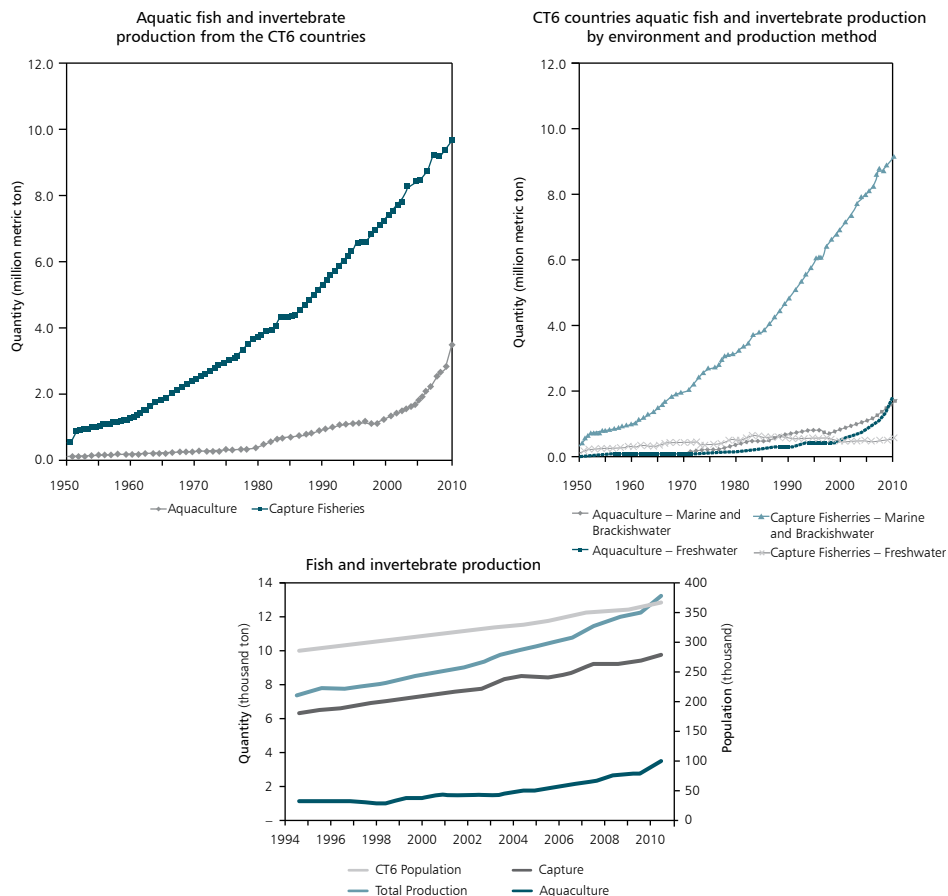 Aquatic fish and invertebrate
production from the CT6 countries
12.0
10.0
8.0
6.0
4.0
2.0
0.0
Quantity (million metric ton)
1950 1960 1970 1980 1990 2000 2010
Aquaculture Capture Fisheries
CT6 countries aquatic fish and invertebrate production
by environment and production method
12.0
10.0
8.0
6.0
4.0
2.0
0.0
Quantity (million metric ton)
1950 1960 1970 1980 1990 2000 2010
Aquaculture – Marine and
Brackishwater
Aquaculture – Freshwater
Capture Fisherries – Marine
and Brackishwater
Capture Fisherries – Freshwater
Fish and invertebrate production
14
12
10
8
6
4
2
–
Quantity (thousand ton)
400
350
300
250
200
150
100
50
0
Population (thousand)
1994 1996 1998 2000 2002 2004 2006 2008 2010
CT6 Population Capture
Total Production Aquaculture